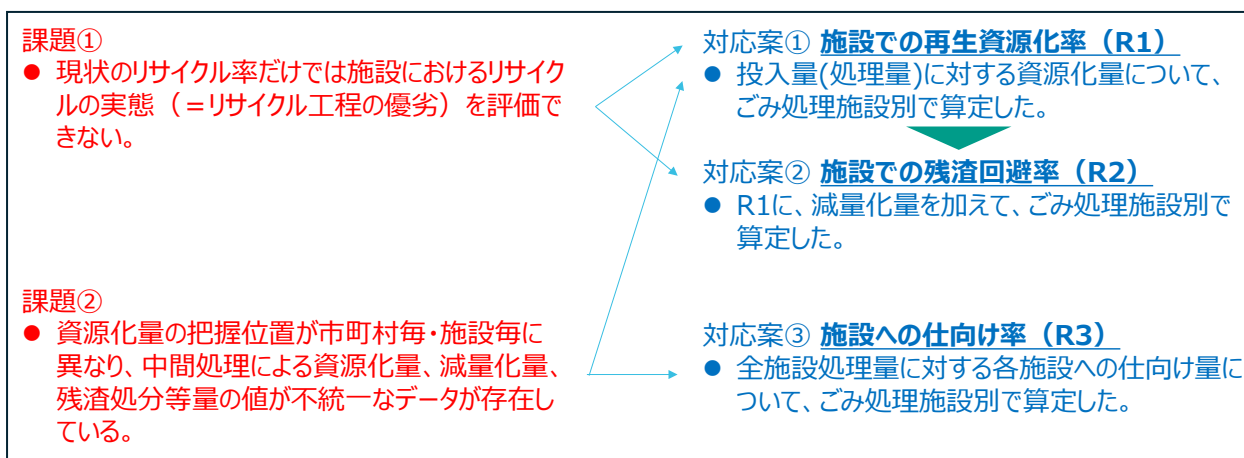 課題①
● 現状のリサイクル率だけでは施設におけるリサイク
ルの実態（＝リサイクル工程の優劣）を評価で
きない。
課題②
● 資源化量の把握位置が市町村毎・施設毎に
異なり、中間処理による資源化量、減量化量、
残渣処分等量の値が不統一なデータが存在し
ている。
対応案① 施設での再生資源化率（R1）
● 投入量(処理量)に対する資源化量について、
ごみ処理施設別で算定した。
対応案② 施設での残渣回避率（R2）
● R1に、減量化量を加えて、ごみ処理施設別で
算定した。
対応案③ 施設への仕向け率（R3）
● 全施設処理量に対する各施設への仕向け量に
ついて、ごみ処理施設別で算定した。